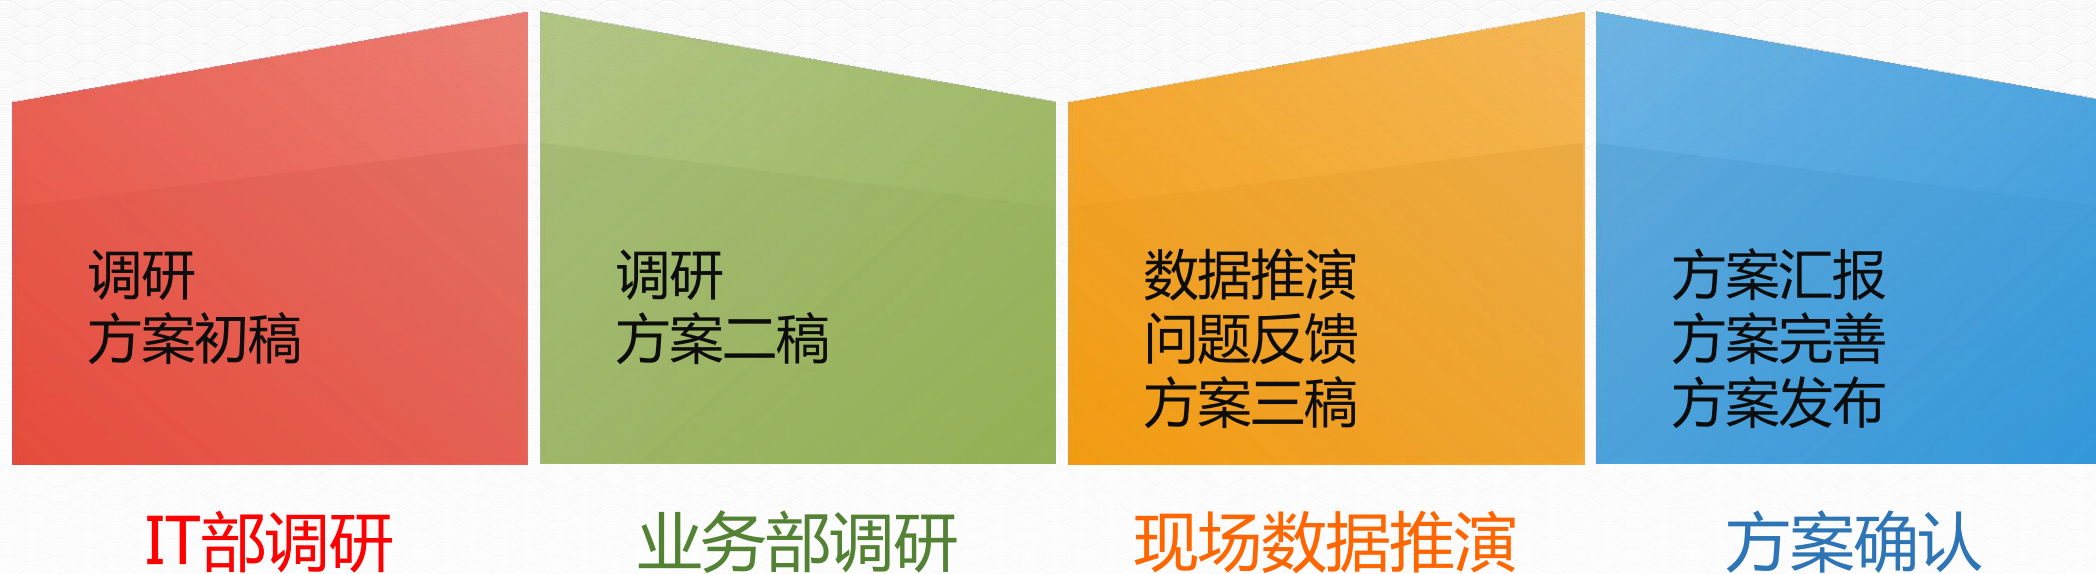 调研
方案初稿
调研
方案二稿
数据推演
问题反馈
方案三稿
方案汇报
方案完善
方案发布
IT部调研
业务部调研
现场数据推演
方案确认